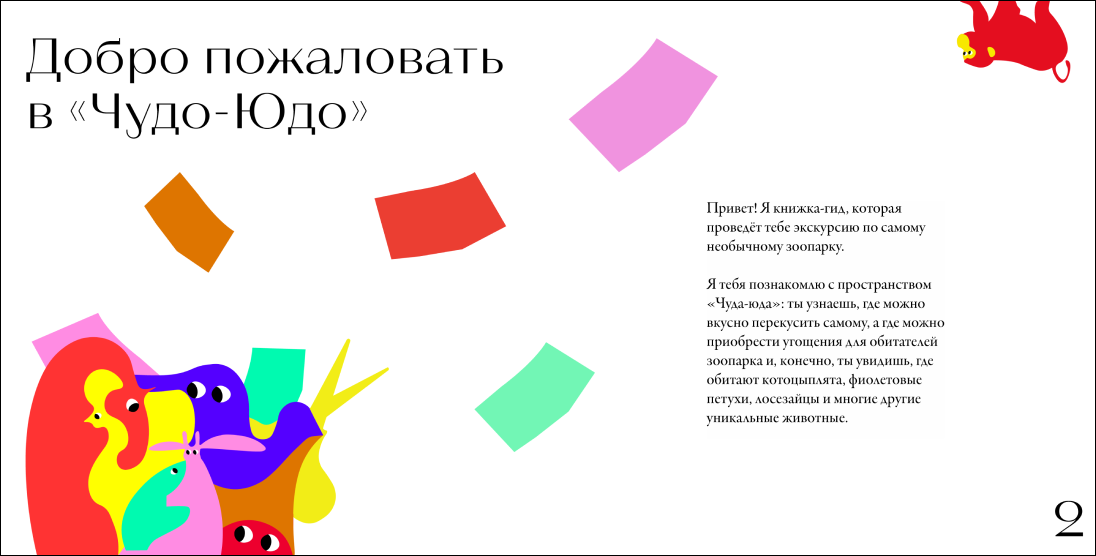 Добро пожаловать
в «Чудо-Юдо»
Привет! Я книжка-гид, которая
проведёт тебе экскурсию по самому
необычному зоопарку.
Я тебя познакомлю с пространством
«Чуда-юда»: ты узнаешь, где можно
вкусно перекусить самому, а где можно
приобрести угощения для обитателей
зоопарка и, конечно, ты увидишь, где
обитают котоцыплята, фиолетовые
петухи, лосезайцы и многие другие
уникальные животные.
2